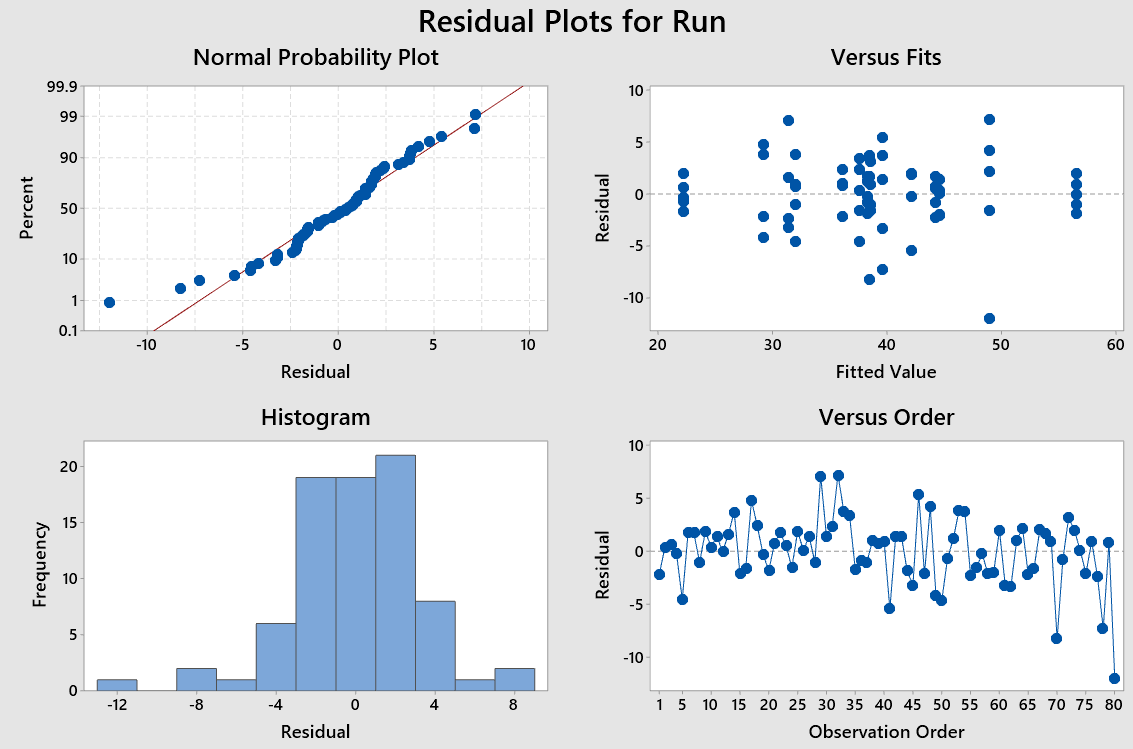 Residual Plots for Run
Normal Probability Plot
99.9
99
90
50
10
1
0.1
Percent
-10 -5 0 5 10
Residual
Versus Fits
10
5
0
-5
-10
Residual
20 30 40 50 60
Fitted Value
Histogram
20
15
10
5
0
Frequency
-12 -8 -4 0 4 8
Residual
Versus Order
10
5
0
-5
-10
Residual
1 5 10 15 20 25 30 35 40 45 50 55 60 65 70 75 80
Observation Order